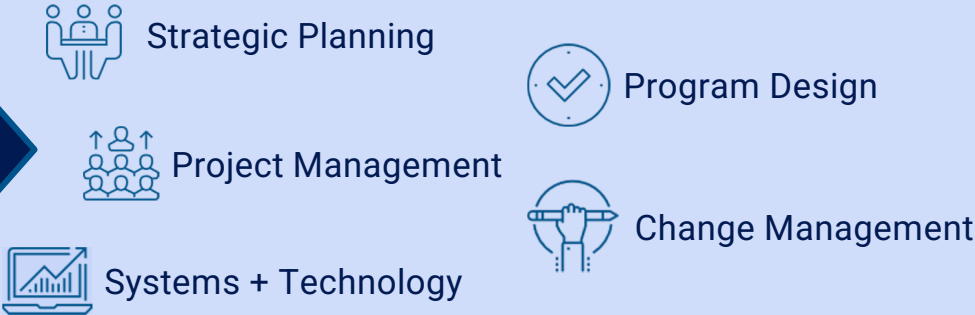 Strategic Planning
Program Design
Project Management
Change Management
Systems + Technology